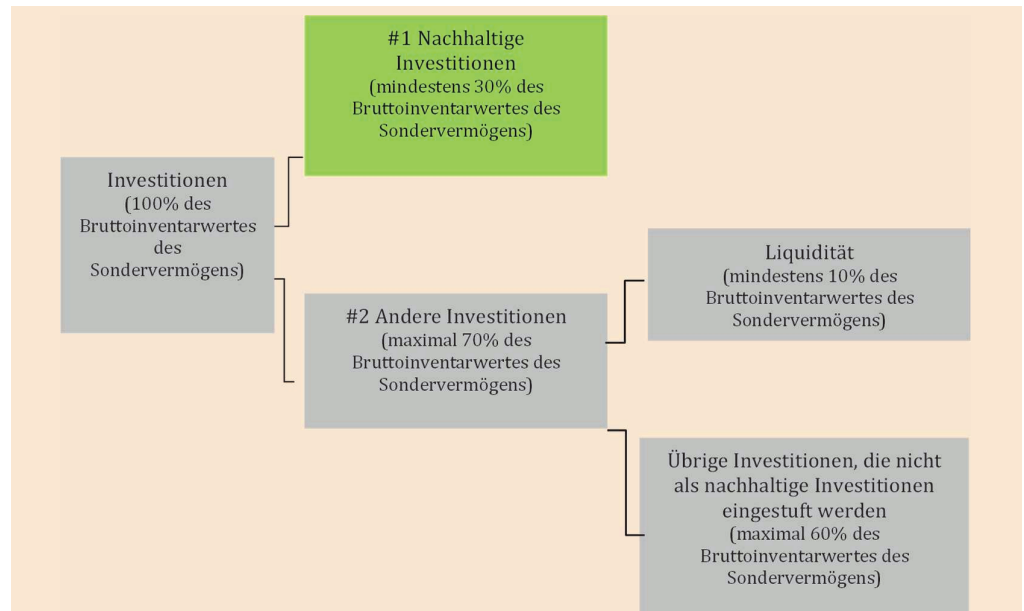 #1 Nachhaltige
Investitionen
(mindestens 30% des
Bruttoinventarwertes des
Sondervermögens)
Investitionen
(100% des
Bruttoinventarwertes
des
Sondervermögens)
#2 Andere Investitionen
(maximal 70% des
Bruttoinventarwertes des
Sondervermögens)
Liquidität
(mindestens 10% des
Bruttoinventarwertes des
Sondervermögens)
Übrige Investitionen, die nicht
als nachhaltige Investitionen
eingestuft werden
(maximal 60% des
Bruttoinventarwertes des
Sondervermögens)